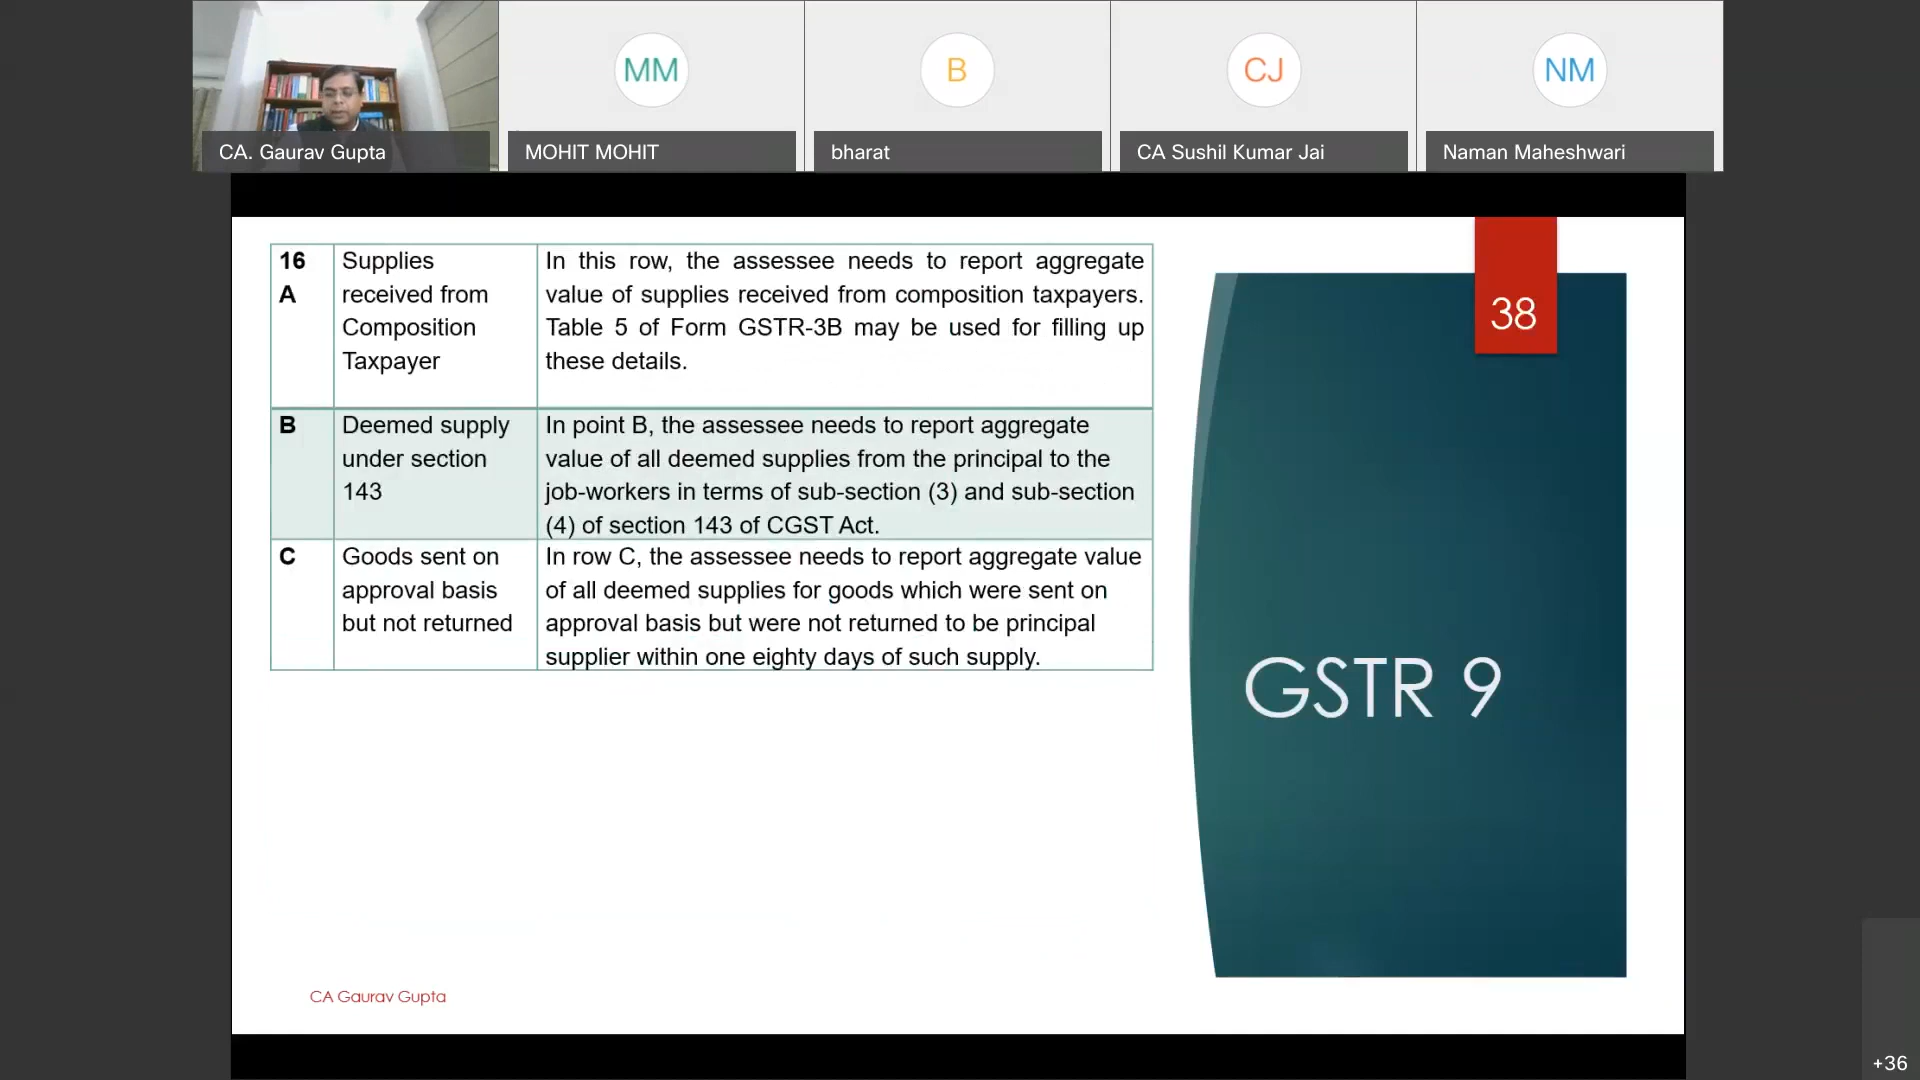 MM
B
CJ
NM
CA. Gaurav Gupta
MOHIT MOHIT
bharat
CA Sushil Kumar Jai
Naman Maheshwari
16
A
Supplies
received from
Composition
Taxpayer
In this row, the assessee needs to report aggregate
value of supplies received from composition taxpayers.
Table 5 of Form GSTR-3B may be used for filling up
these details.
B
Deemed supply
under section
143
In point B, the assessee needs to report aggregate
value of all deemed supplies from the principal to the
job-workers in terms of sub-section (3) and sub-section
(4) of section 143 of CGST Act.
C
Goods sent on
approval basis
but not returned
In row C, the assessee needs to report aggregate value
of all deemed supplies for goods which were sent on
approval basis but were not returned to be principal
supplier within one eighty days of such supply.
38
GSTR 9
CA Gaurav Gupta
+36